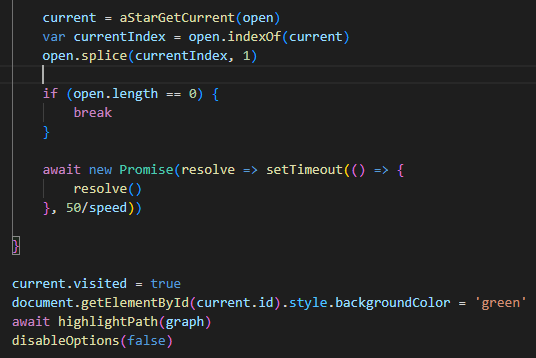 current = aStarGetCurrent(open)
var currentIndex = open.indexOf(current)
open.splice(currentIndex, 1)
if (open.length == 0) {
break
}
await new Promise(resolve => setTimeout(() => {
resolve()
}, 50/speed))
}
current.visited = true
document.getElementById(current.id).style.backgroundColor = 'green'
await highlightPath(graph)
disableOptions(false)